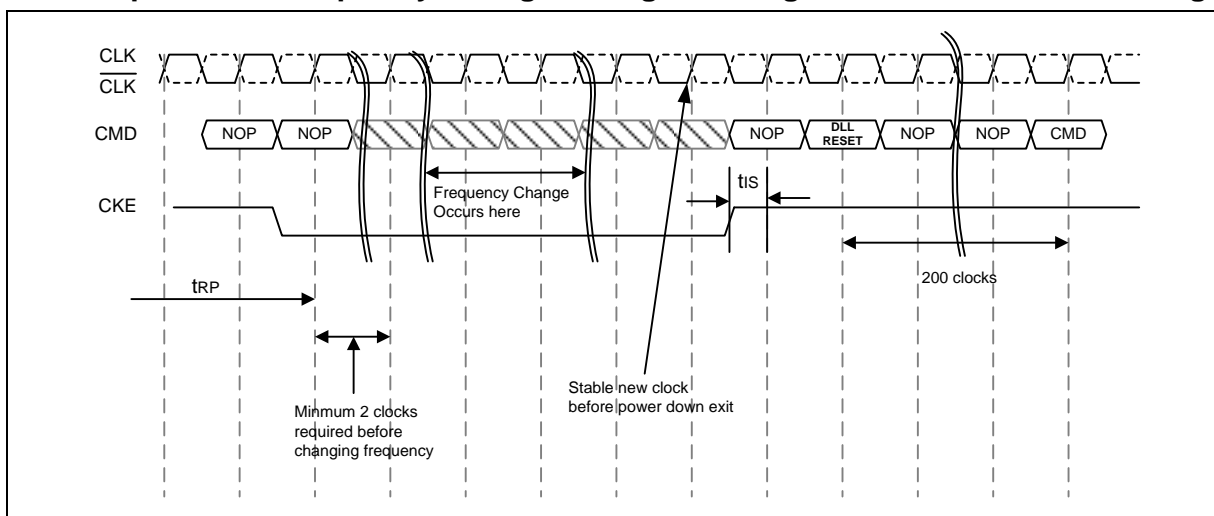 CLK
CLK
CMD
NOP
NOP
NOP
DLL
RESET
NOP
NOP
CMD
Frequency Change
Occurs here
tIS
CKE
200 clocks
tRP
Stable new clock
before power down exit
Minmum 2 clocks
required before
changing frequency